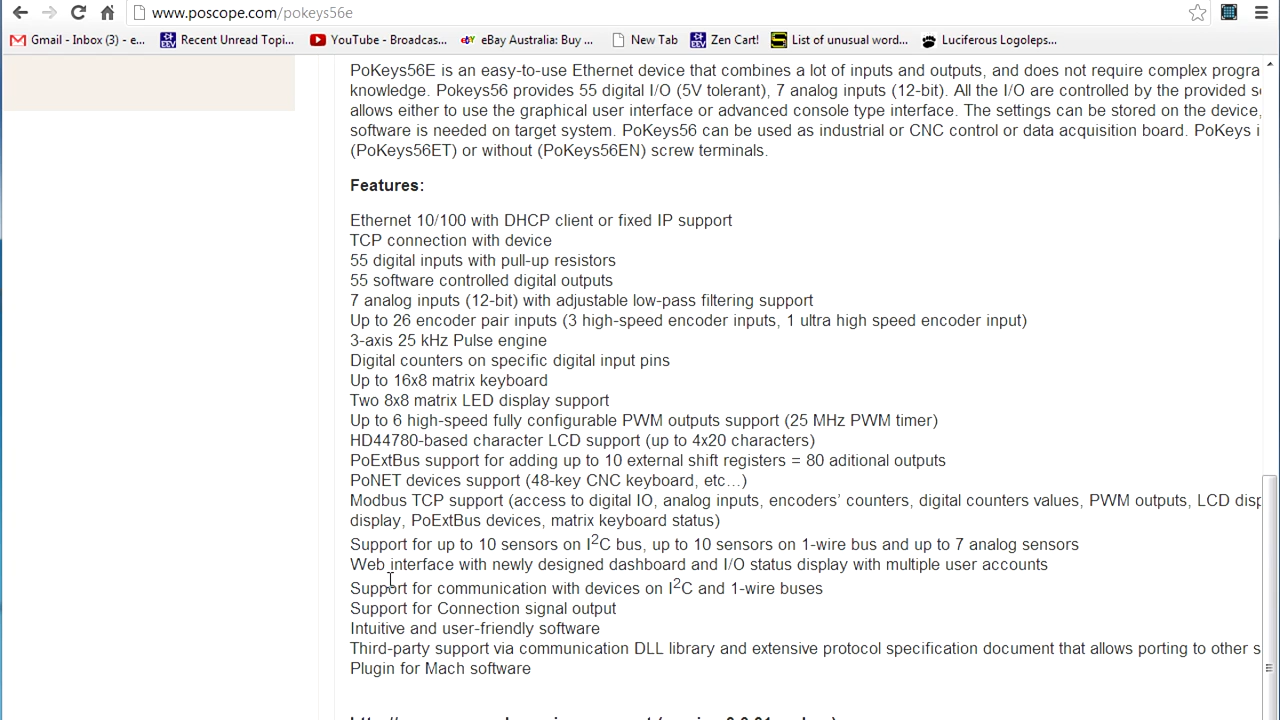 www.poscope.com/pokeys56e
Gmail - Inbox (3) - e... Recent Unread Topi... YouTube - Broadcas... eBay Australia: Buy ... New Tab Zen Cart! List of unusual word... Luciferous Logoleps...
PoKeys56E is an easy-to-use Ethernet device that combines a lot of inputs and outputs, and does not require complex progra
knowledge. Pokeys56 provides 55 digital I/O (5V tolerant), 7 analog inputs (12-bit). All the I/O are controlled by the provided s
allows either to use the graphical user interface or advanced console type interface. The settings can be stored on the device,
software is needed on target system. PoKeys56 can be used as industrial or CNC control or data acquisition board. PoKeys i
(PoKeys56ET) or without (PoKeys56EN) screw terminals.
Features:
Ethernet 10/100 with DHCP client or fixed IP support
TCP connection with device
55 digital inputs with pull-up resistors
55 software controlled digital outputs
7 analog inputs (12-bit) with adjustable low-pass filtering support
Up to 26 encoder pair inputs (3 high-speed encoder inputs, 1 ultra high speed encoder input)
3-axis 25 kHz Pulse engine
Digital counters on specific digital input pins
Up to 16x8 matrix keyboard
Two 8x8 matrix LED display support
Up to 6 high-speed fully configurable PWM outputs support (25 MHz PWM timer)
HD44780-based character LCD support (up to 4x20 characters)
PoExtBus support for adding up to 10 external shift registers = 80 aditional outputs
PoNET devices support (48-key CNC keyboard, etc…)
Modbus TCP support (access to digital IO, analog inputs, encoders’ counters, digital counters values, PWM outputs, LCD disp
display, PoExtBus devices, matrix keyboard status)
Support for up to 10 sensors on I²C bus, up to 10 sensors on 1-wire bus and up to 7 analog sensors
Web interface with newly designed dashboard and I/O status display with multiple user accounts
Support for communication with devices on I²C and 1-wire buses
Support for Connection signal output
Intuitive and user-friendly software
Third-party support via communication DLL library and extensive protocol specification document that allows porting to other s
Plugin for Mach software